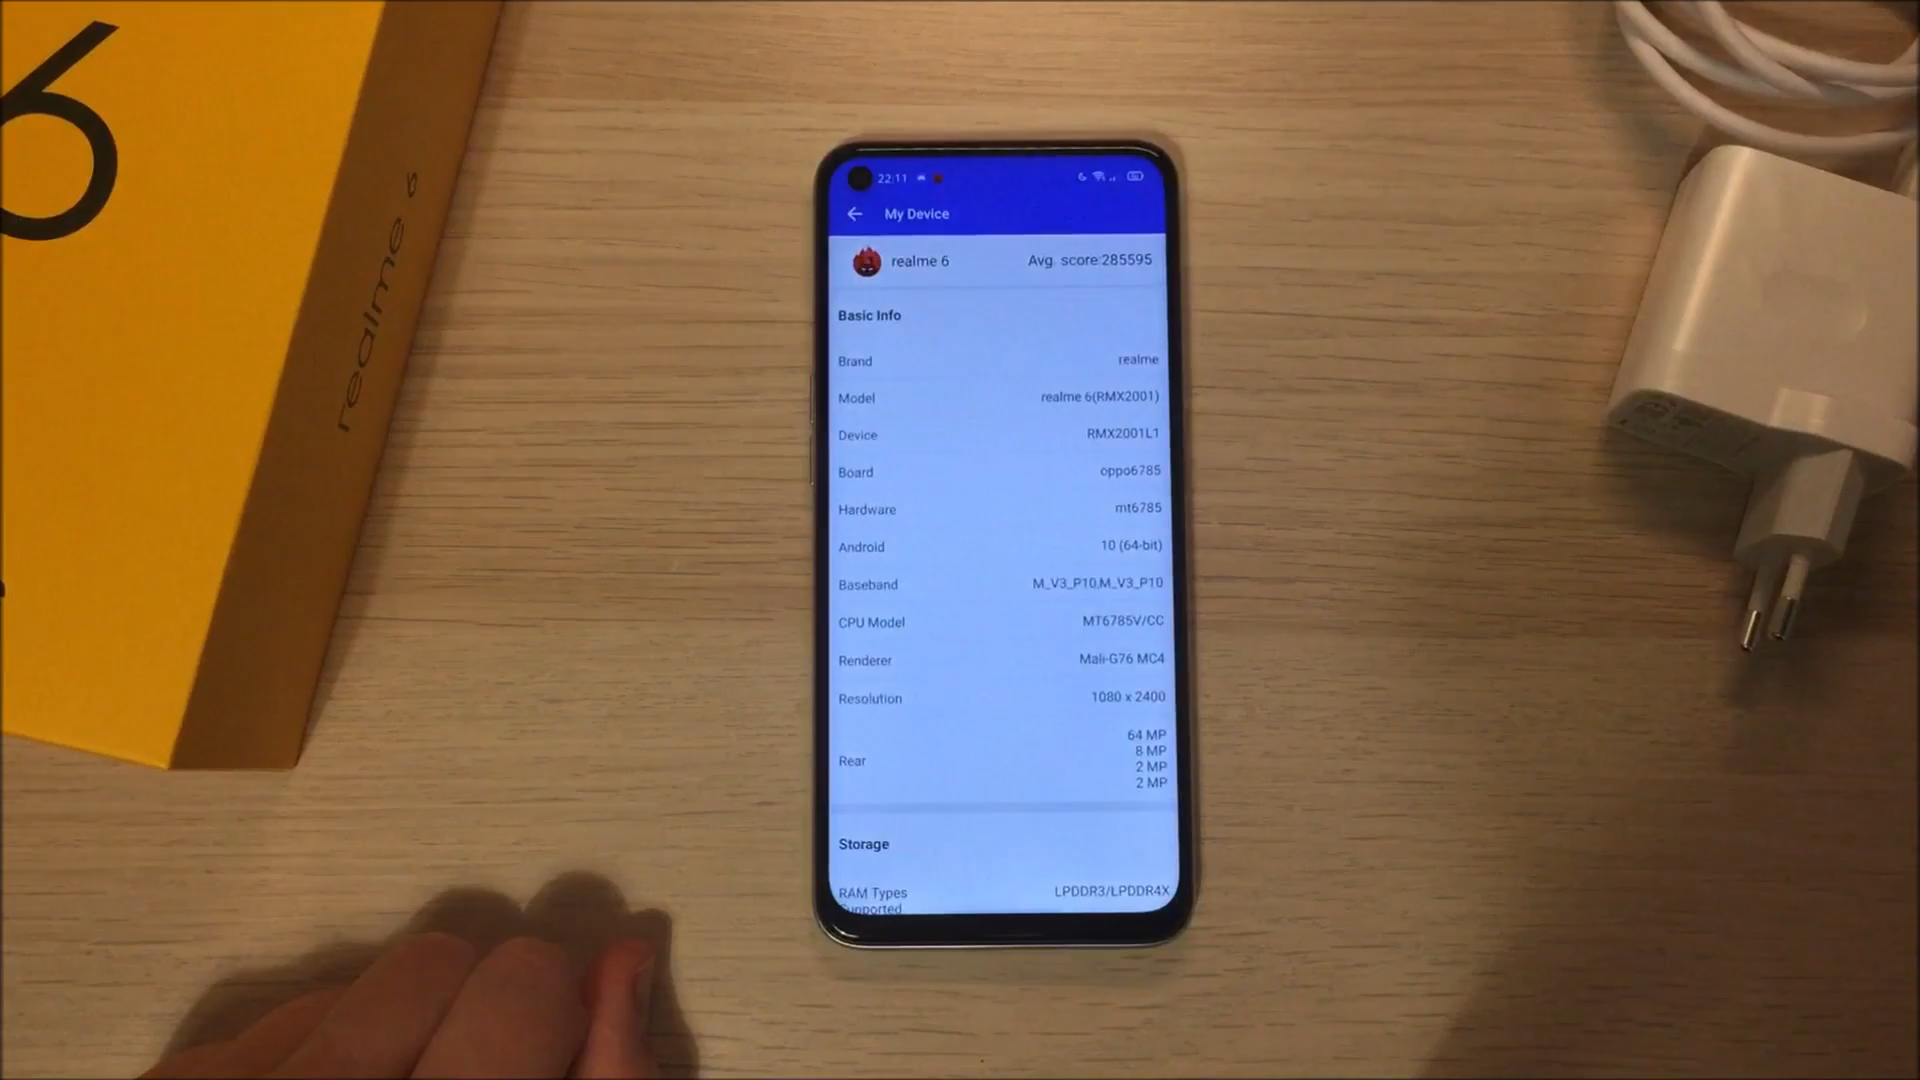 6
realme 6
22:11
My Device
realme 6 Avg. score:285595
Basic Info
Brand realme
Model realme 6(RMX2001)
Device RMX2001L1
Board oppo6785
Hardware mt6785
Android 10 (64-bit)
Baseband M_V3_P10,M_V3_P10
CPU Model MT6785V/CC
Renderer Mali-G76 MC4
Resolution 1080 x 2400
Rear 64 MP
8 MP
2 MP
2 MP
Storage
RAM Types LPDDR3/LPDDR4X
Supported